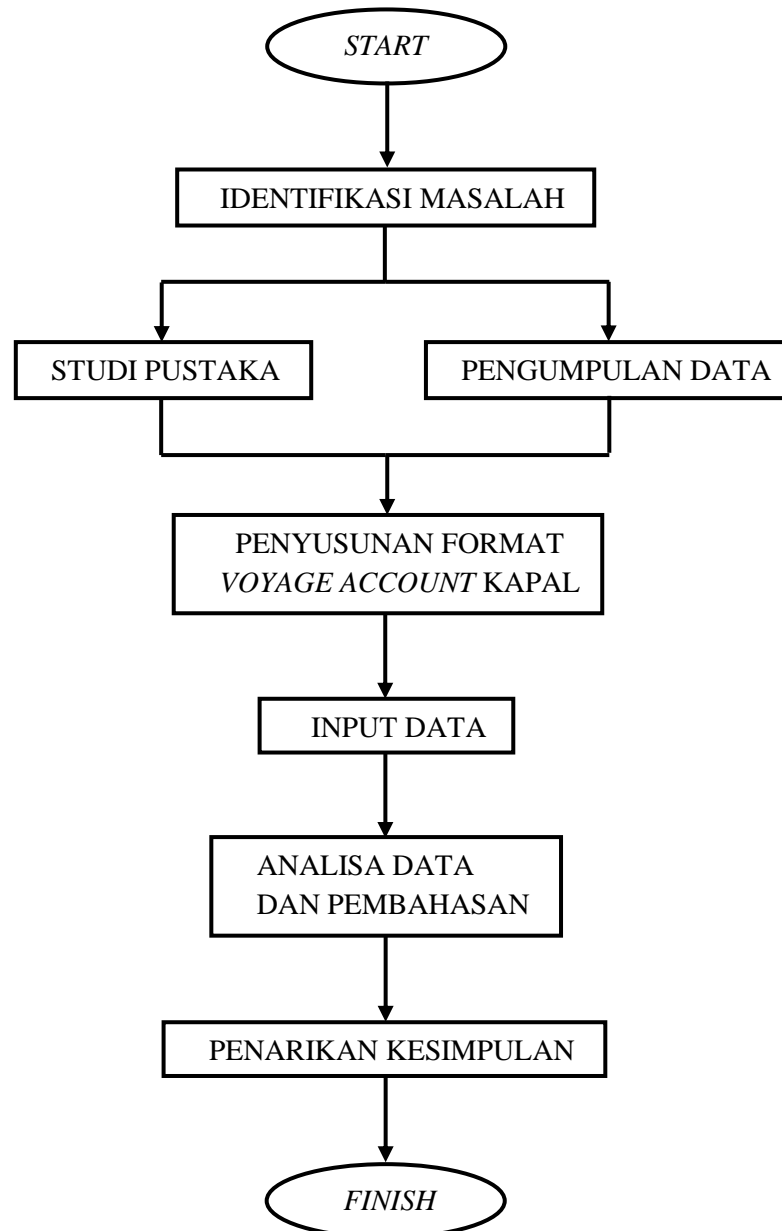 START
IDENTIFIKASI MASALAH
STUDI PUSTAKA
PENGUMPULAN DATA
PENYUSUNAN FORMAT
VOYAGE ACCOUNT KAPAL
INPUT DATA
ANALISA DATA
DAN PEMBAHASAN
PENARIKAN KESIMPULAN
FINISH